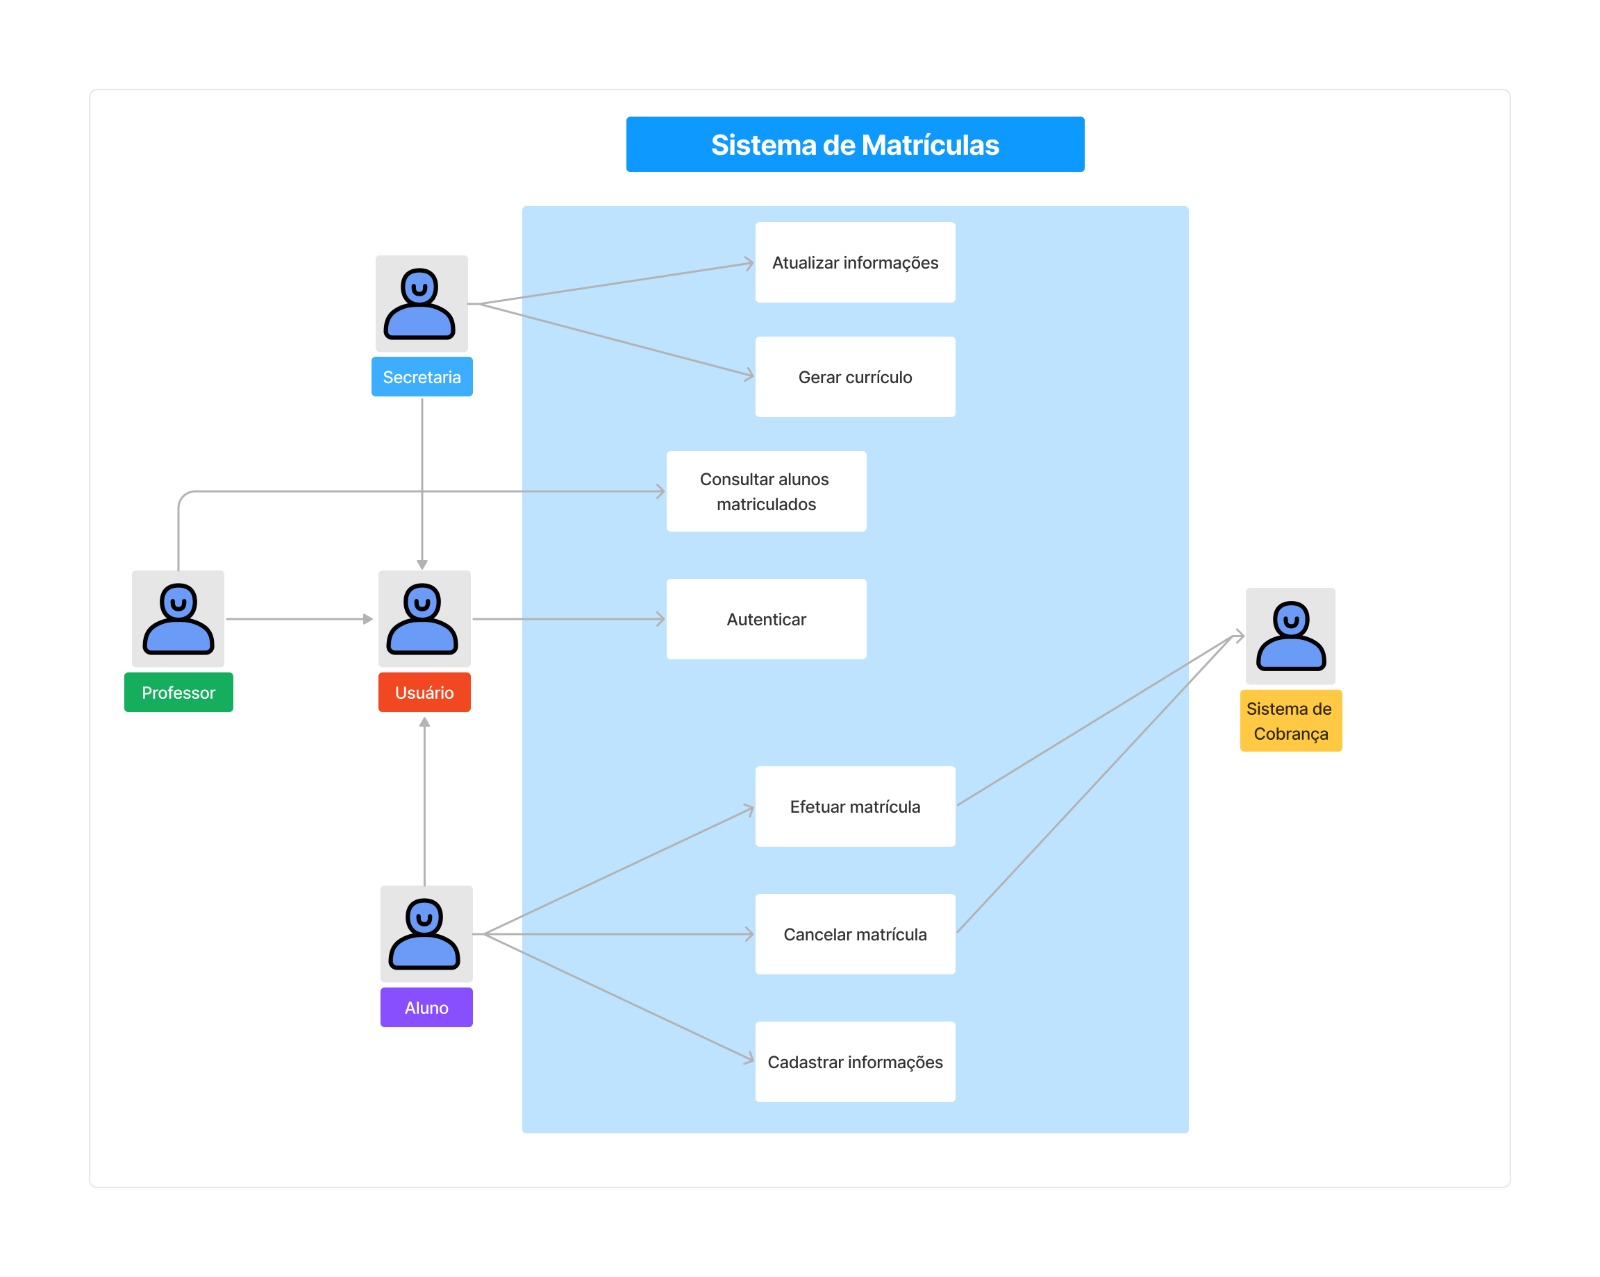 Sistema de Matrículas
Atualizar informações
Secretaria
Gerar currículo
Consultar alunos
matriculados
Autenticar
Professor
Usuário
Sistema de
Cobrança
Efetuar matrícula
Cancelar matrícula
Aluno
Cadastrar informações